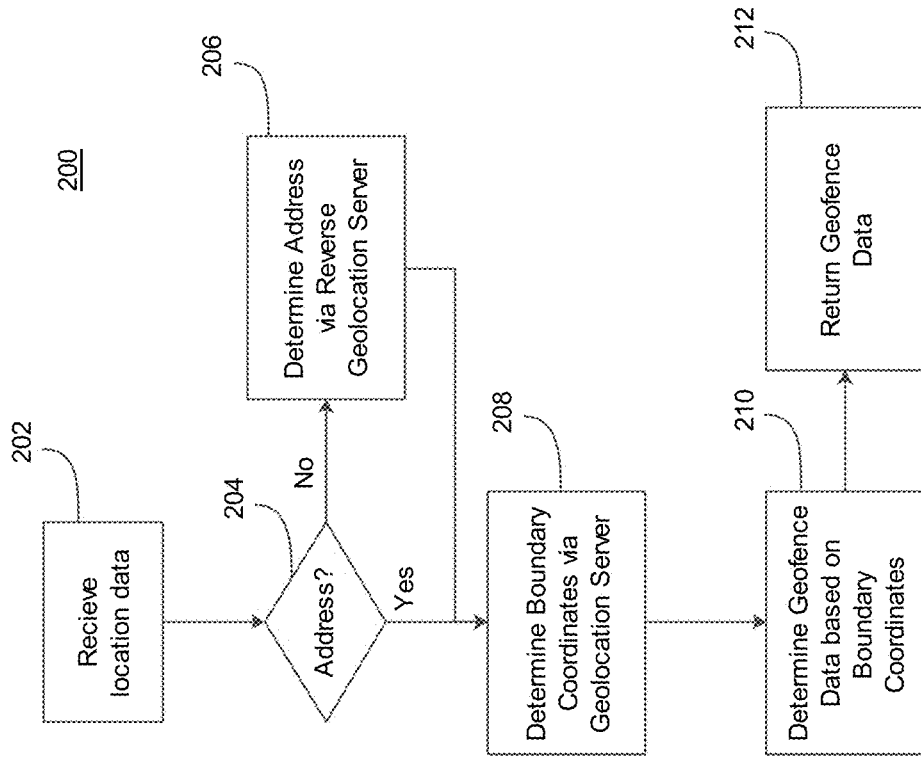 200
202
Recieve
location data
204
Address?
No
Yes
206
Determine Address
via Reverse
Geolocation Server
208
Determine Boundary
Coordinates via
Geolocation Server
210
Determine Geofence
Data based on
Boundary
Coordinates
212
Return Geofence
Data